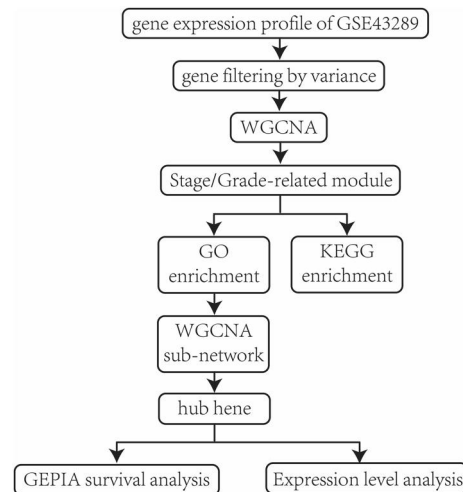 gene expression profile of GSE43289
gene filtering by variance
WGCNA
Stage/Grade-related module
GO
enrichment
KEGG
enrichment
WGCNA
sub-network
hub hene
GEPIA survival analysis
Expression level analysis